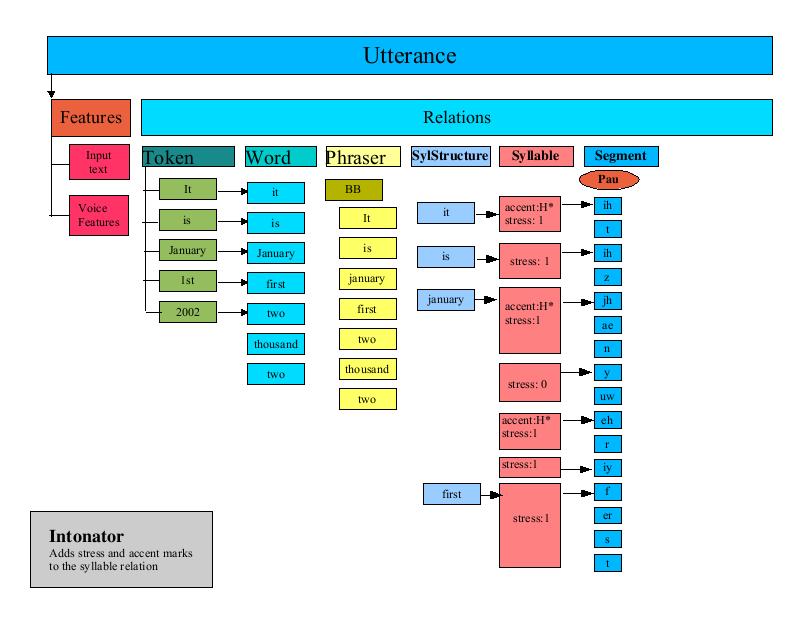 Utterance
Features
Relations
Input
text
Voice
Features
Token
It
is
January
1st
2002
Word
it
is
January
first
two
thousand
two
Phraser
BB
It
is
january
first
two
thousand
two
SylStructure
it
is
january
first
Syllable
accent:H*
stress: 1
stress: 1
accent:H*
stress:1
stress: 0
accent:H*
stress:1
stress:1
stress:1
Segment
Pau
ih
t
ih
z
jh
ae
n
y
uw
eh
r
iy
f
er
s
t
Intonator
Adds stress and accent marks
to the syllable relation